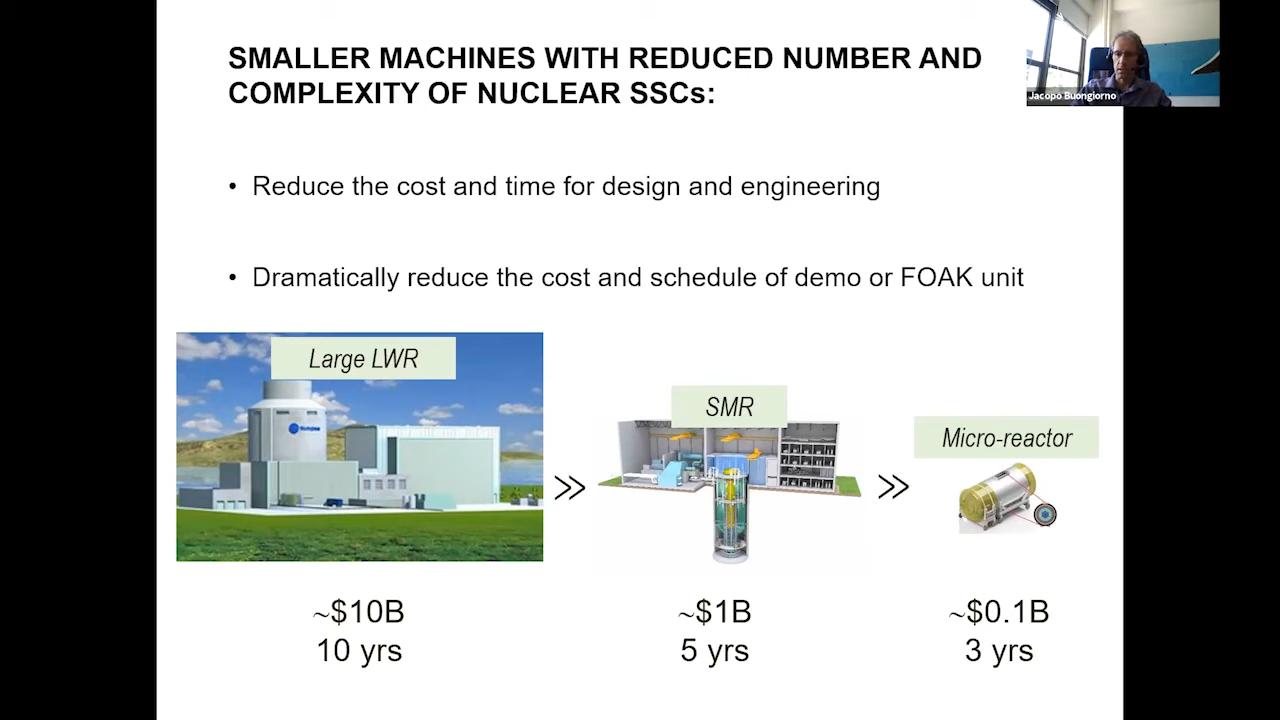 SMALLER MACHINES WITH REDUCED NUMBER AND
COMPLEXITY OF NUCLEAR SSCs:
Jacopo Buongiorno
• Reduce the cost and time for design and engineering
• Dramatically reduce the cost and schedule of demo or FOAK unit
Large LWR
SMR
Micro-reactor
>>
>>
~$10B
10 yrs
~$1B
5 yrs
~$0.1B
3 yrs